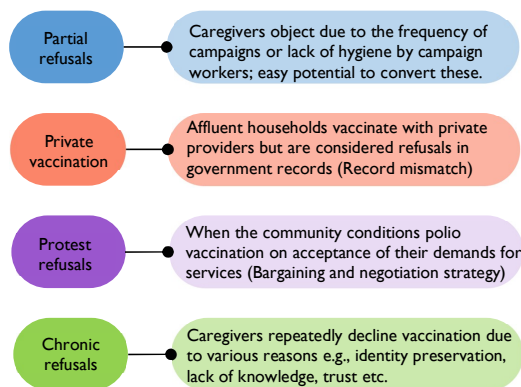 Partial
refusals
Caregivers object due to the frequency of
campaigns or lack of hygiene by campaign
workers; easy potential to convert these.
Private
vaccination
Affluent households vaccinate with private
providers but are considered refusals in
government records (Record mismatch)
Protest
refusals
When the community conditions polio
vaccination on acceptance of their demands for
services (Bargaining and negotiation strategy)
Chronic
refusals
Caregivers repeatedly decline vaccination due
to various reasons e.g., identity preservation,
lack of knowledge, trust etc.